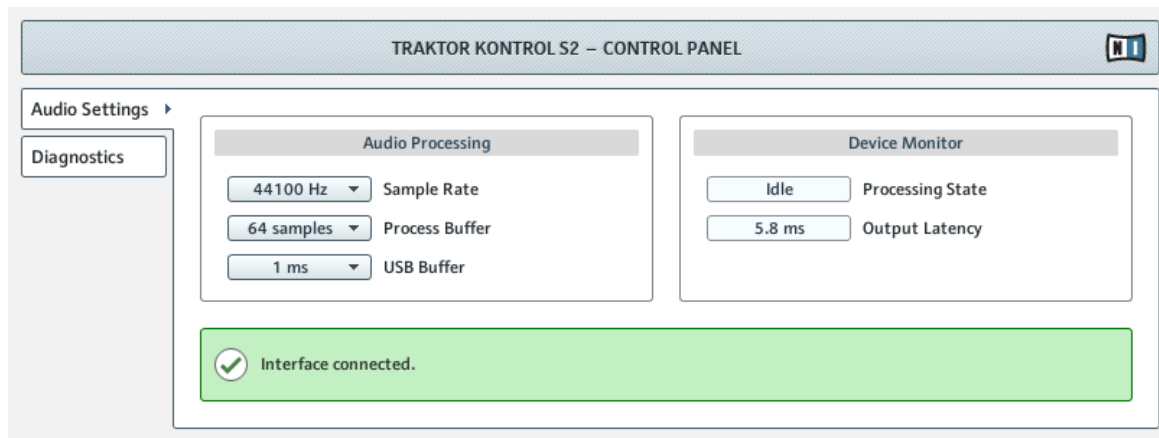 TRAKTOR KONTROL S2 – CONTROL PANEL
N I
Audio Settings
Diagnostics
Audio Processing
44100 Hz Sample Rate
64 samples Process Buffer
1 ms USB Buffer
Device Monitor
Idle Processing State
5.8 ms Output Latency
Interface connected.